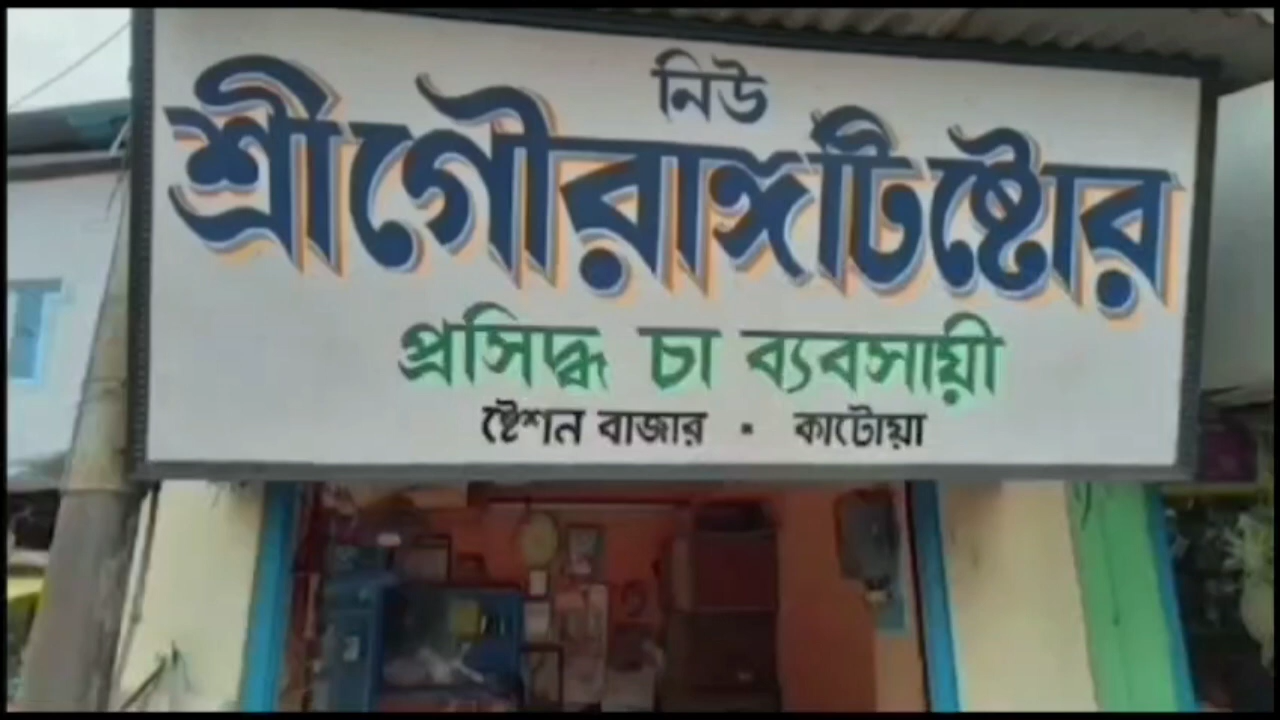 নিউ
শ্রীগৌরাঙ্গ টি ষ্টোর
প্রসিদ্ধ চা ব্যবসায়ী
ষ্টেশন বাজার · কাটোয়া